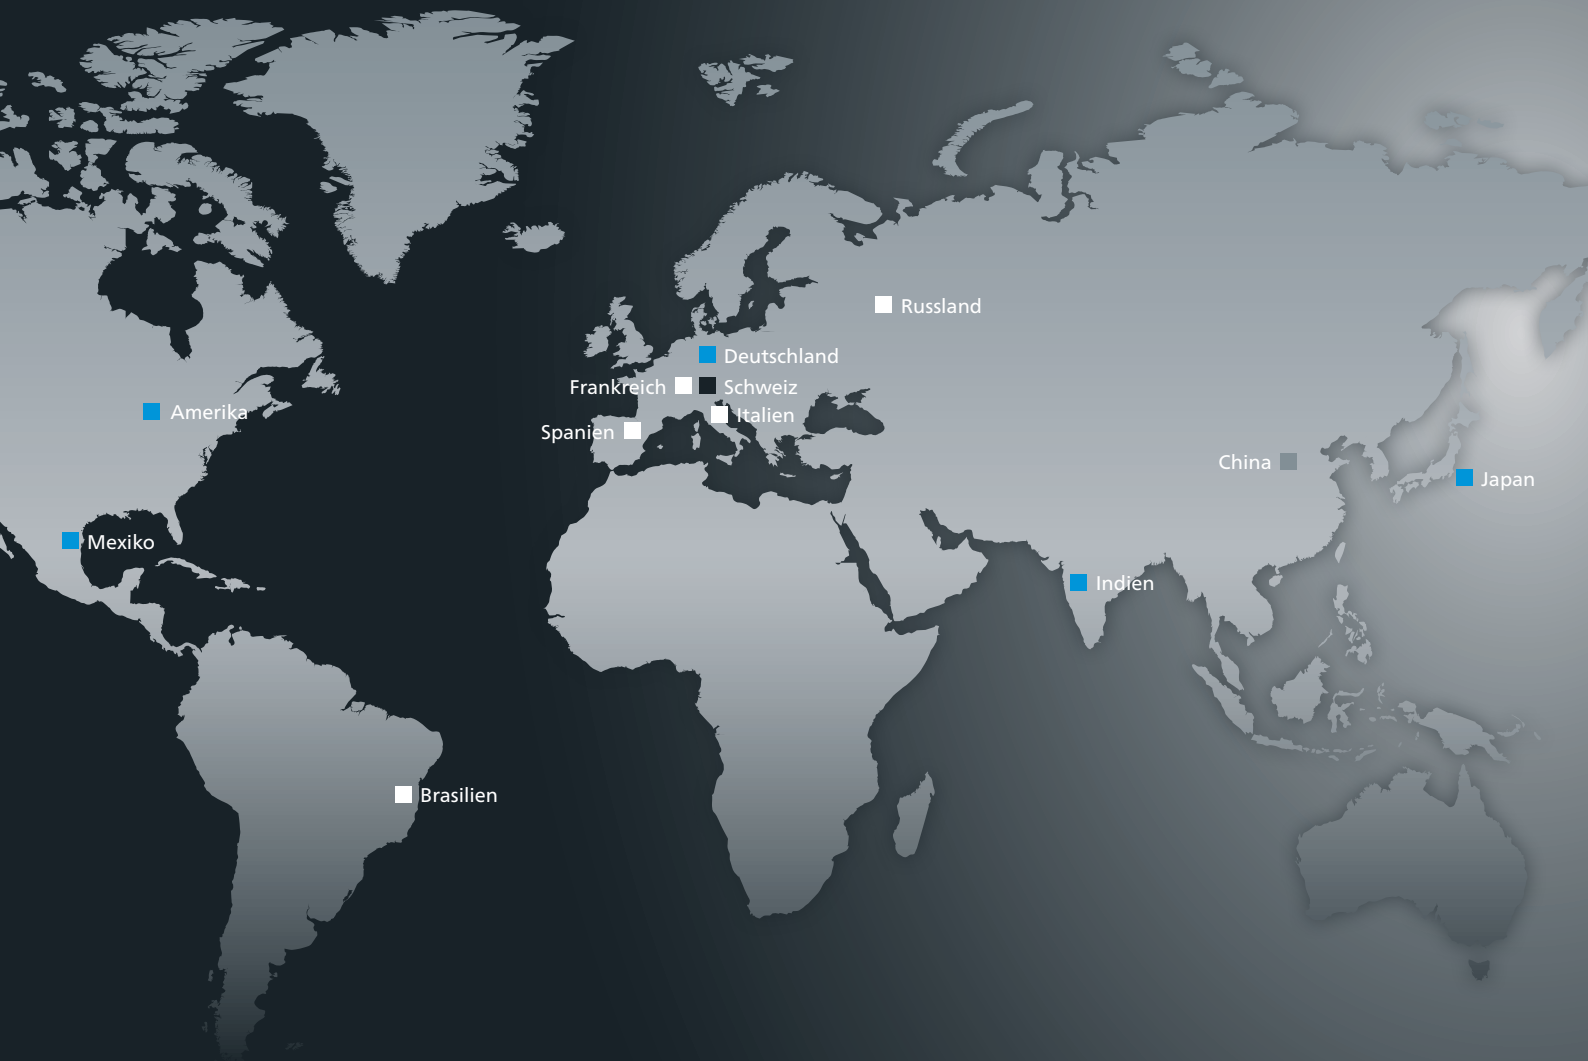 Russland
Deutschland
Frankreich
Schweiz
Amerika
Italien
Spanien
China
Japan
Mexiko
Indien
Brasilien